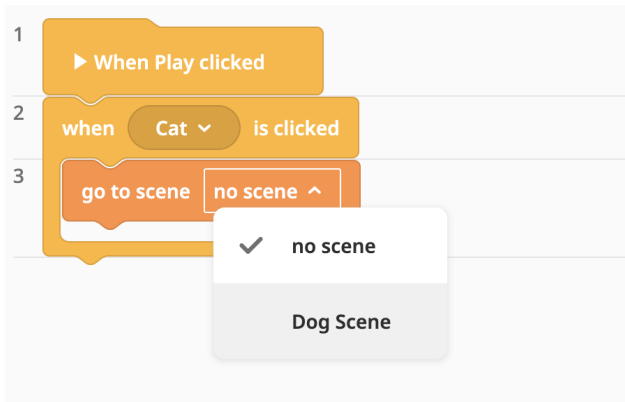 1
When Play clicked
2
when Cat is clicked
3
go to scene no scene
no scene
Dog Scene